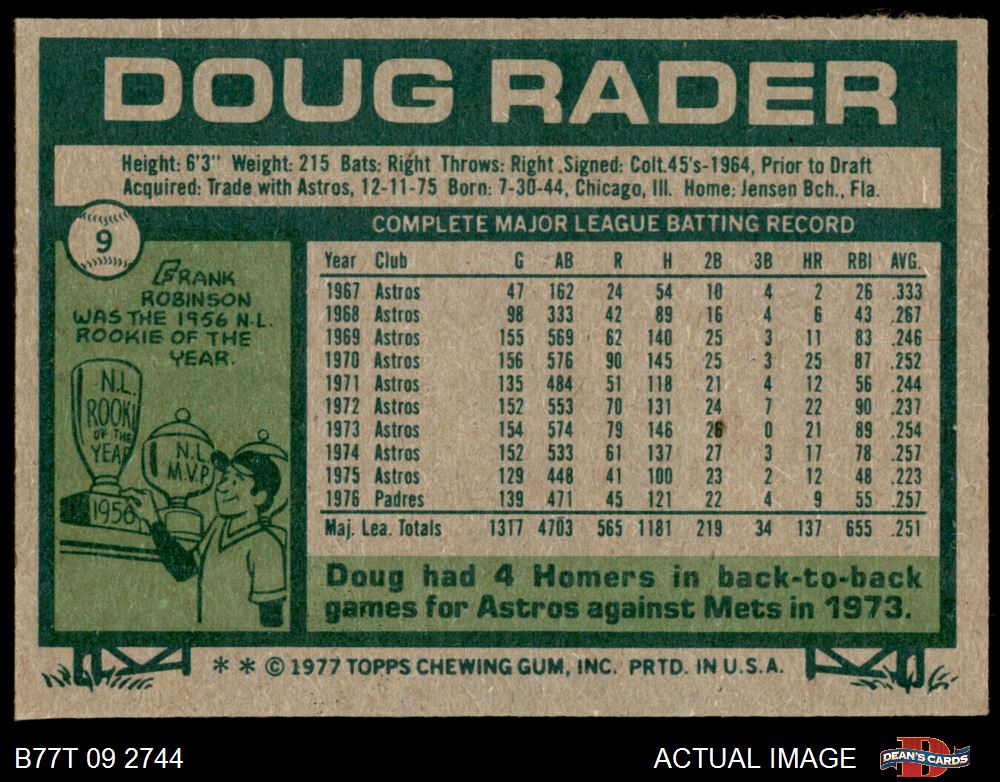 DOUG RADER
Height: 6'3" Weight: 215 Bats: Right Throws: Right Signed: Colt.45's-1964, Prior to Draft
Acquired: Trade with Astros, 12-11-75 Born: 7-30-44, Chicago, Ill. Home: Jensen Bch., Fla.
9
COMPLETE MAJOR LEAGUE BATTING RECORD
FRANK
ROBINSON
WAS THE 1956 N.L.
ROOKIE OF THE
YEAR.
N.L.
ROOKI
OF THE
YEAR
1956
N.L.
M.V.P
Year Club G AB R H 2B 3B HR RBI AVG.
1967 Astros 47 162 24 54 10 4 2 26 .333
1968 Astros 98 333 42 89 16 4 6 43 .267
1969 Astros 155 569 62 140 25 3 11 83 .246
1970 Astros 156 576 90 145 25 3 25 87 .252
1971 Astros 135 484 51 118 21 4 12 56 .244
1972 Astros 152 553 70 131 24 7 22 90 .237
1973 Astros 154 574 79 146 26 0 21 89 .254
1974 Astros 152 533 61 137 27 3 17 78 .257
1975 Astros 129 448 41 100 23 2 12 48 .223
1976 Padres 139 471 45 121 22 4 9 55 .257
Maj. Lea. Totals 1317 4703 565 1181 219 34 137 655 .251
Doug had 4 Homers in back-to-back
games for Astros against Mets in 1973.
* * © 1977 TOPPS CHEWING GUM, INC. PRTD. IN U.S.A.
B77T 09 2744
ACTUAL IMAGE
DEAN'S CARDS